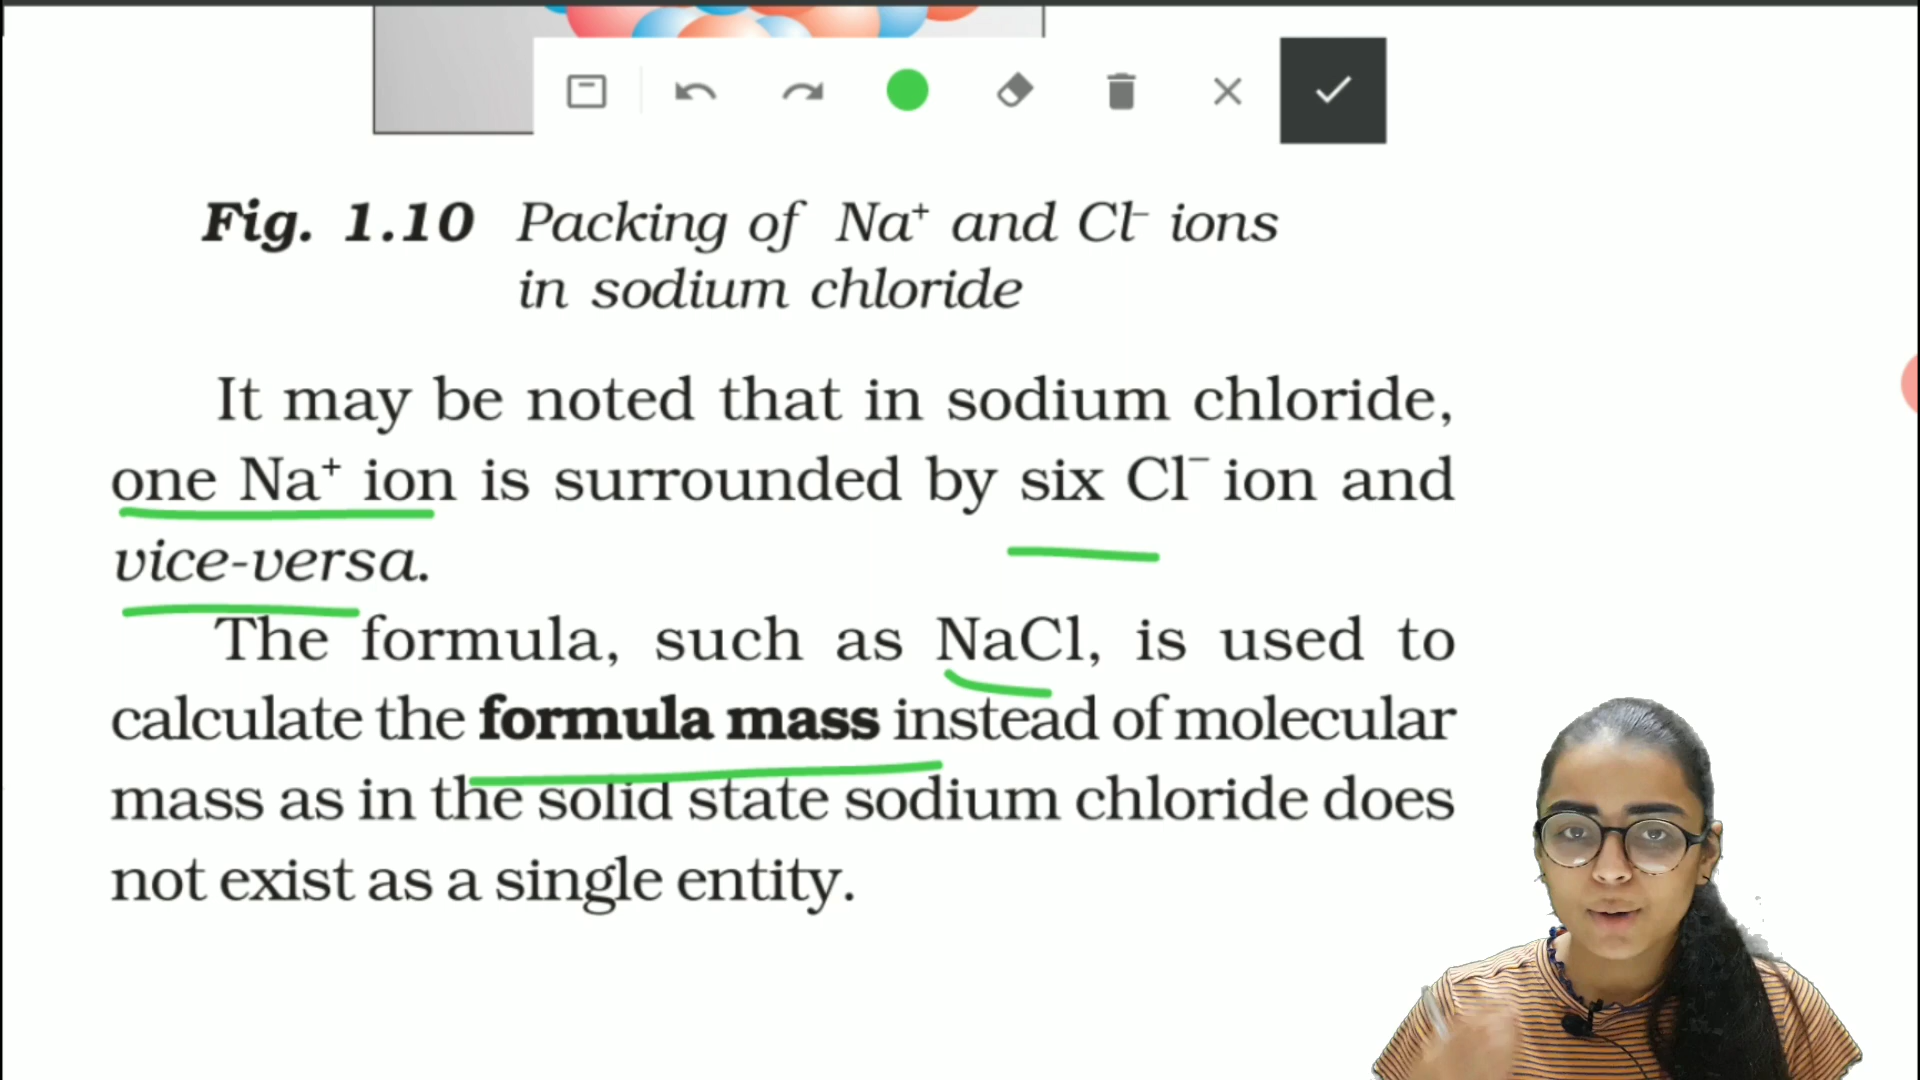 Fig. 1.10 Packing of Na⁺ and Cl⁻ ions
in sodium chloride
It may be noted that in sodium chloride,
one Na⁺ ion is surrounded by six Cl⁻ ion and
vice-versa.
The formula, such as NaCl, is used to
calculate the formula mass instead of molecular
mass as in the solid state sodium chloride does
not exist as a single entity.